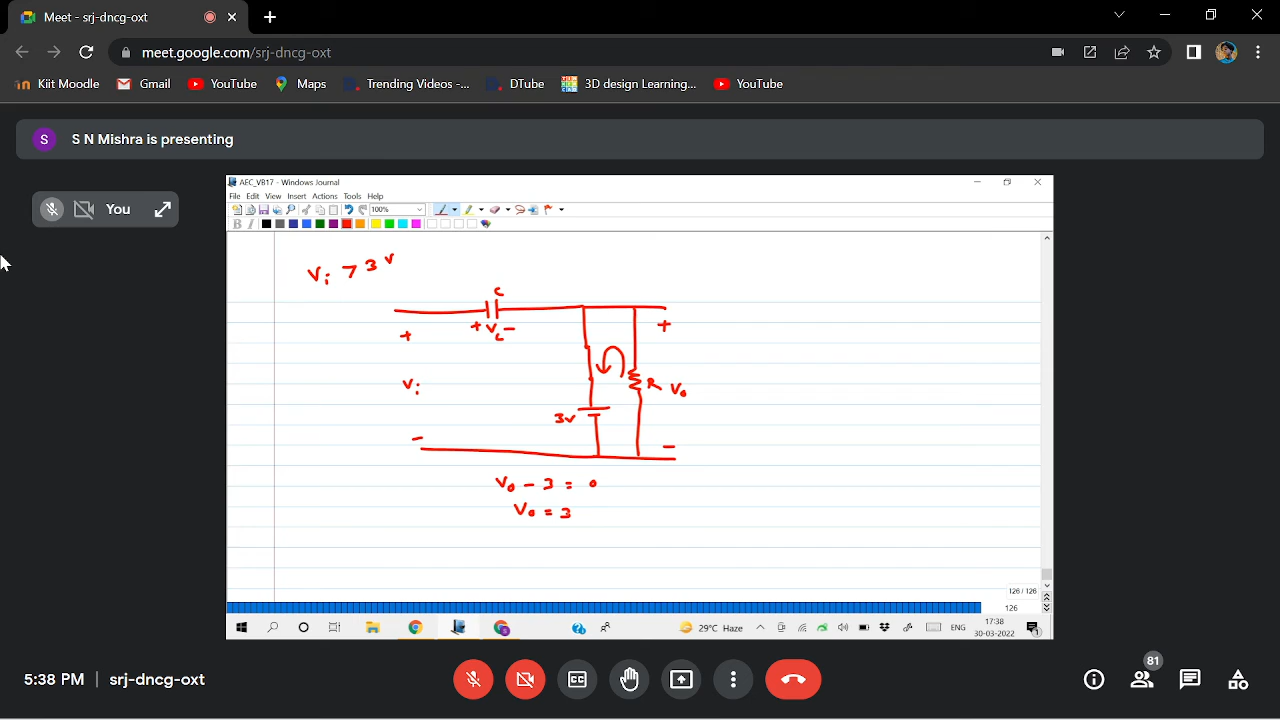 Meet - srj-dncg-oxt
meet.google.com/srj-dncg-oxt
Kiit Moodle
Gmail
YouTube
Maps
Trending Videos -...
DTube
3D design Learning...
YouTube
S
S N Mishra is presenting
You
AEC_VB17 - Windows Journal
File Edit View Insert Actions Tools Help
100%
B I
Vi > 3 V
C
+ Vc -
+
+
Vi
R
Vo
3v
-
-
Vo - 3 = 0
Vo = 3
126 / 126
126
29°C Haze
ENG
17:38
30-03-2022
1
5:38 PM | srj-dncg-oxt
CC
81